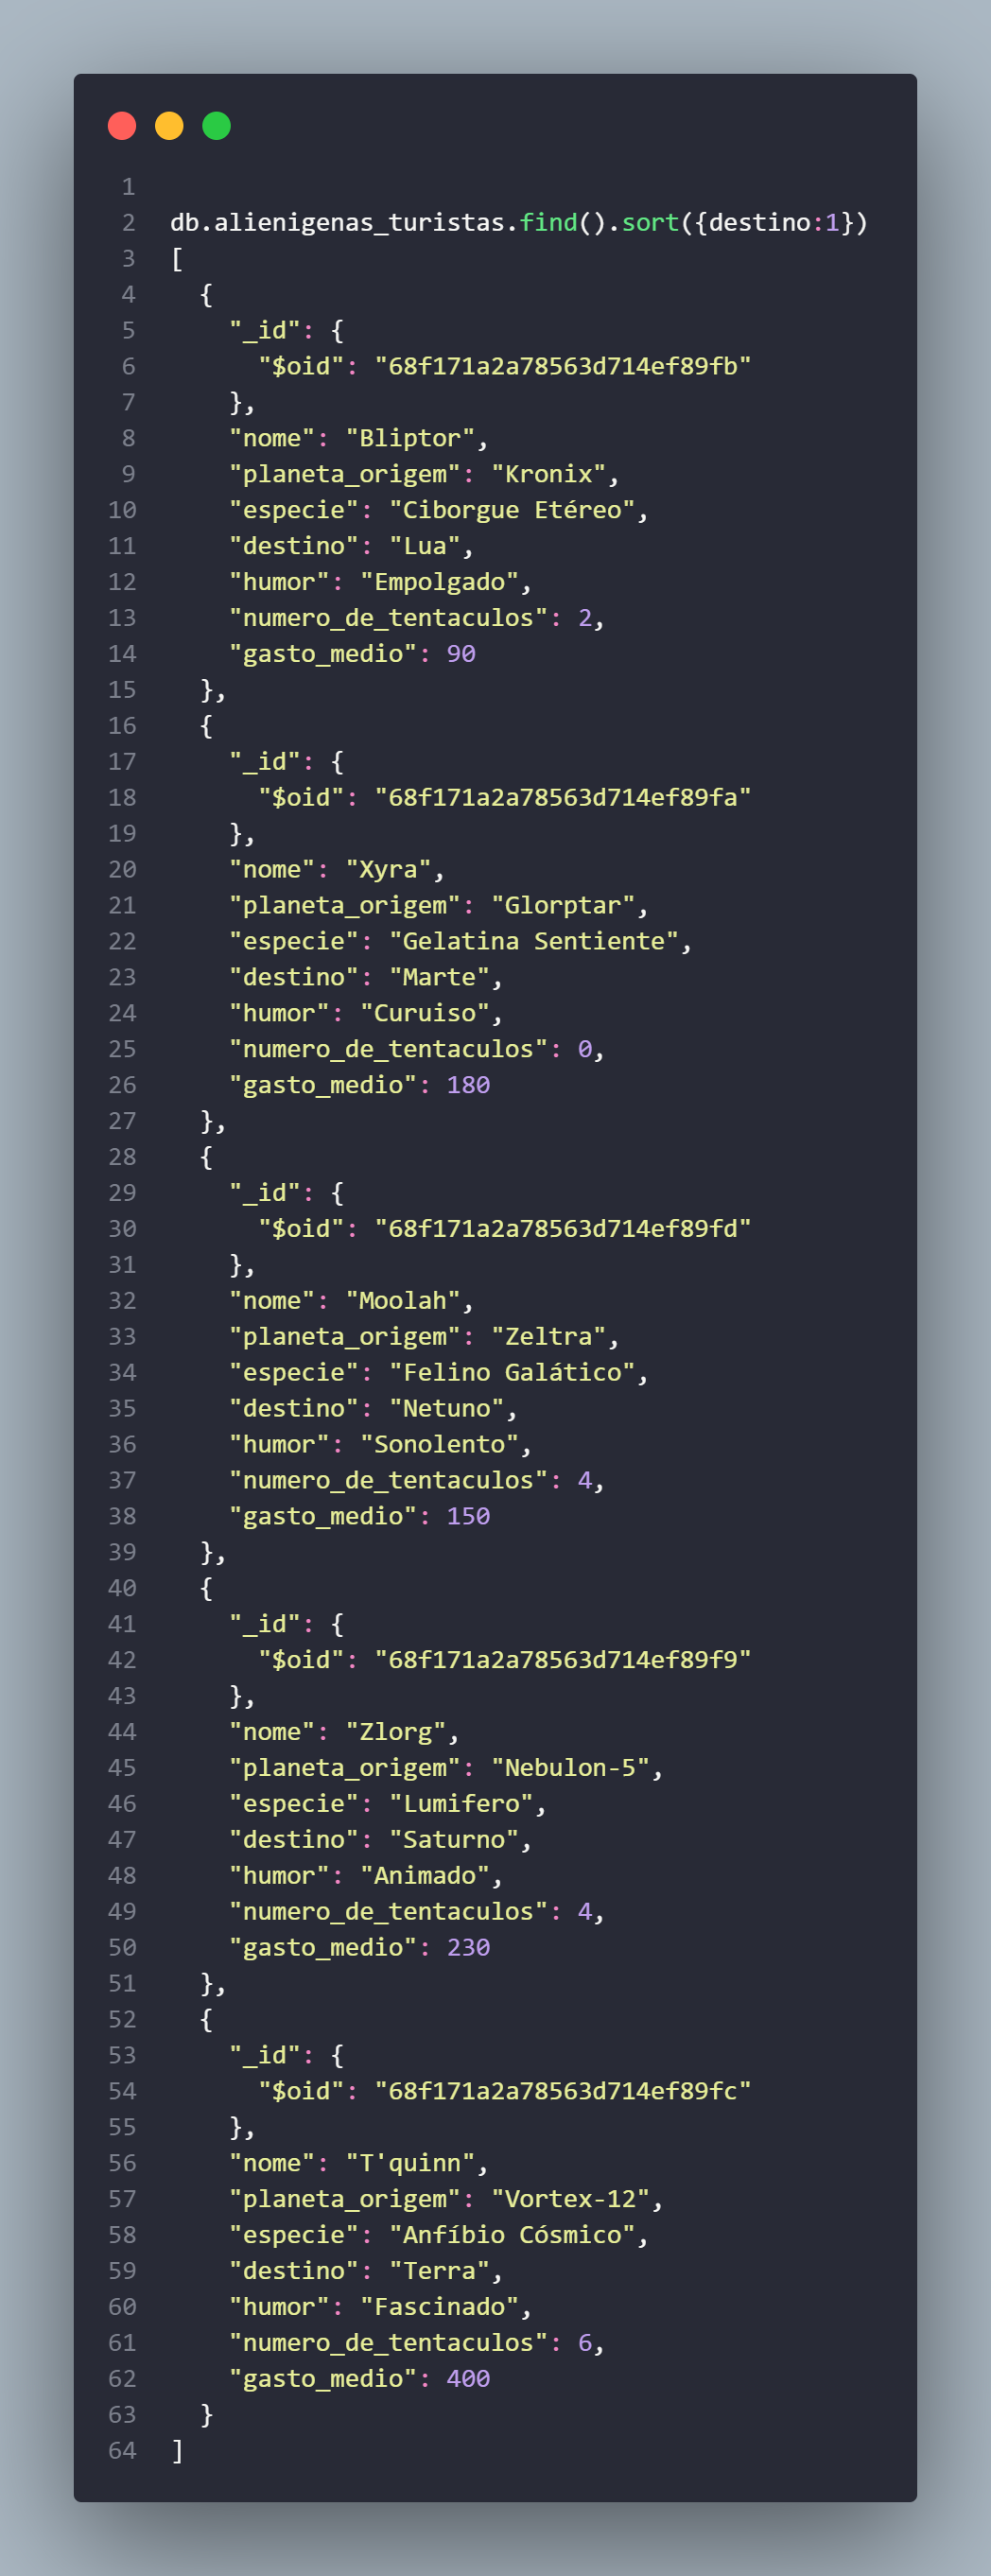 1
2 db.alienigenas_turistas.find().sort({destino:1})
3 [
4   {
5     "_id": {
6       "$oid": "68f171a2a78563d714ef89fb"
7     },
8     "nome": "Bliptor",
9     "planeta_origem": "Kronix",
10     "especie": "Ciborgue Etéreo",
11     "destino": "Lua",
12     "humor": "Empolgado",
13     "numero_de_tentaculos": 2,
14     "gasto_medio": 90
15   },
16   {
17     "_id": {
18       "$oid": "68f171a2a78563d714ef89fa"
19     },
20     "nome": "Xyra",
21     "planeta_origem": "Glorptar",
22     "especie": "Gelatina Sentiente",
23     "destino": "Marte",
24     "humor": "Curuiso",
25     "numero_de_tentaculos": 0,
26     "gasto_medio": 180
27   },
28   {
29     "_id": {
30       "$oid": "68f171a2a78563d714ef89fd"
31     },
32     "nome": "Moolah",
33     "planeta_origem": "Zeltra",
34     "especie": "Felino Galático",
35     "destino": "Netuno",
36     "humor": "Sonolento",
37     "numero_de_tentaculos": 4,
38     "gasto_medio": 150
39   },
40   {
41     "_id": {
42       "$oid": "68f171a2a78563d714ef89f9"
43     },
44     "nome": "Zlorg",
45     "planeta_origem": "Nebulon-5",
46     "especie": "Lumifero",
47     "destino": "Saturno",
48     "humor": "Animado",
49     "numero_de_tentaculos": 4,
50     "gasto_medio": 230
51   },
52   {
53     "_id": {
54       "$oid": "68f171a2a78563d714ef89fc"
55     },
56     "nome": "T'quinn",
57     "planeta_origem": "Vortex-12",
58     "especie": "Anfíbio Cósmico",
59     "destino": "Terra",
60     "humor": "Fascinado",
61     "numero_de_tentaculos": 6,
62     "gasto_medio": 400
63   }
64 ]